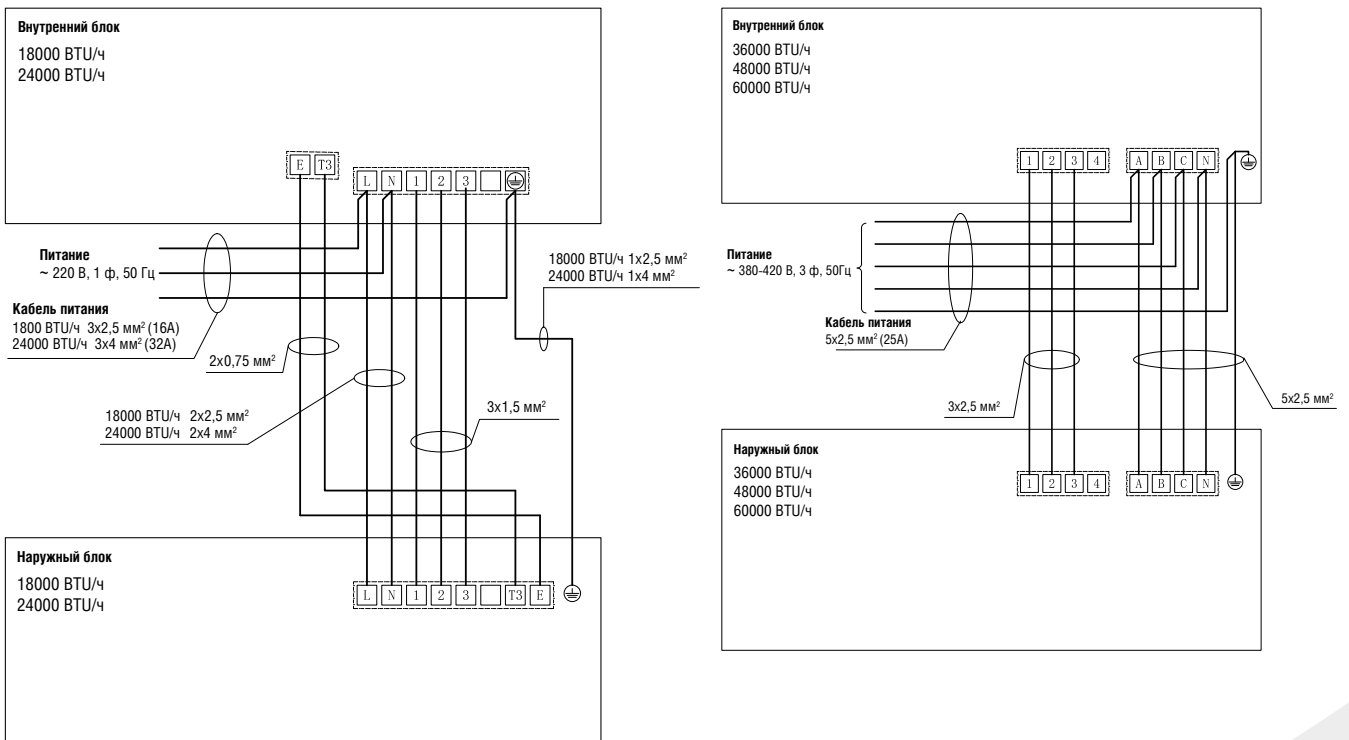 Внутренний блок
18000 BTU/ч
24000 BTU/ч
E T3
L N 1 2 3
Питание
~ 220 В, 1 ф, 50 Гц
Кабель питания
1800 BTU/ч 3x2,5 мм² (16А)
24000 BTU/ч 3x4 мм² (32А)
18000 BTU/ч 1x2,5 мм²
24000 BTU/ч 1x4 мм²
2x0,75 мм²
18000 BTU/ч 2x2,5 мм²
24000 BTU/ч 2x4 мм²
3x1,5 мм²
Наружный блок
18000 BTU/ч
24000 BTU/ч
L N 1 2 3 T3 E
Внутренний блок
36000 BTU/ч
48000 BTU/ч
60000 BTU/ч
1 2 3 4 A B C N
Питание
~ 380-420 В, 3 ф, 50Гц
Кабель питания
5x2,5 мм² (25А)
3x2,5 мм²
5x2,5 мм²
Наружный блок
36000 BTU/ч
48000 BTU/ч
60000 BTU/ч
1 2 3 4 A B C N